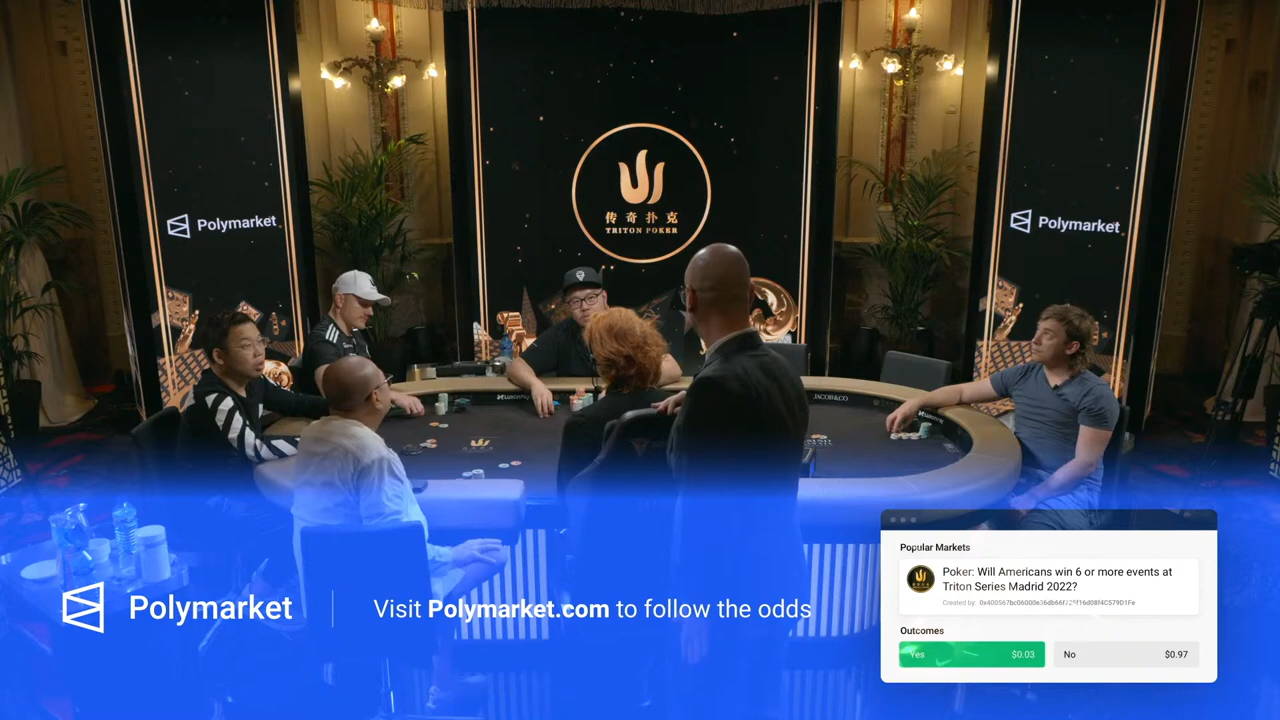 Polymarket
传奇扑克
TRITON POKER
Polymarket
JACOB&CO
Polymarket
Visit Polymarket.com to follow the odds
Popular Markets
Poker: Will Americans win 6 or more events at
Triton Series Madrid 2022?
Created by:
Outcomes
Yes
$0.03
No
$0.97